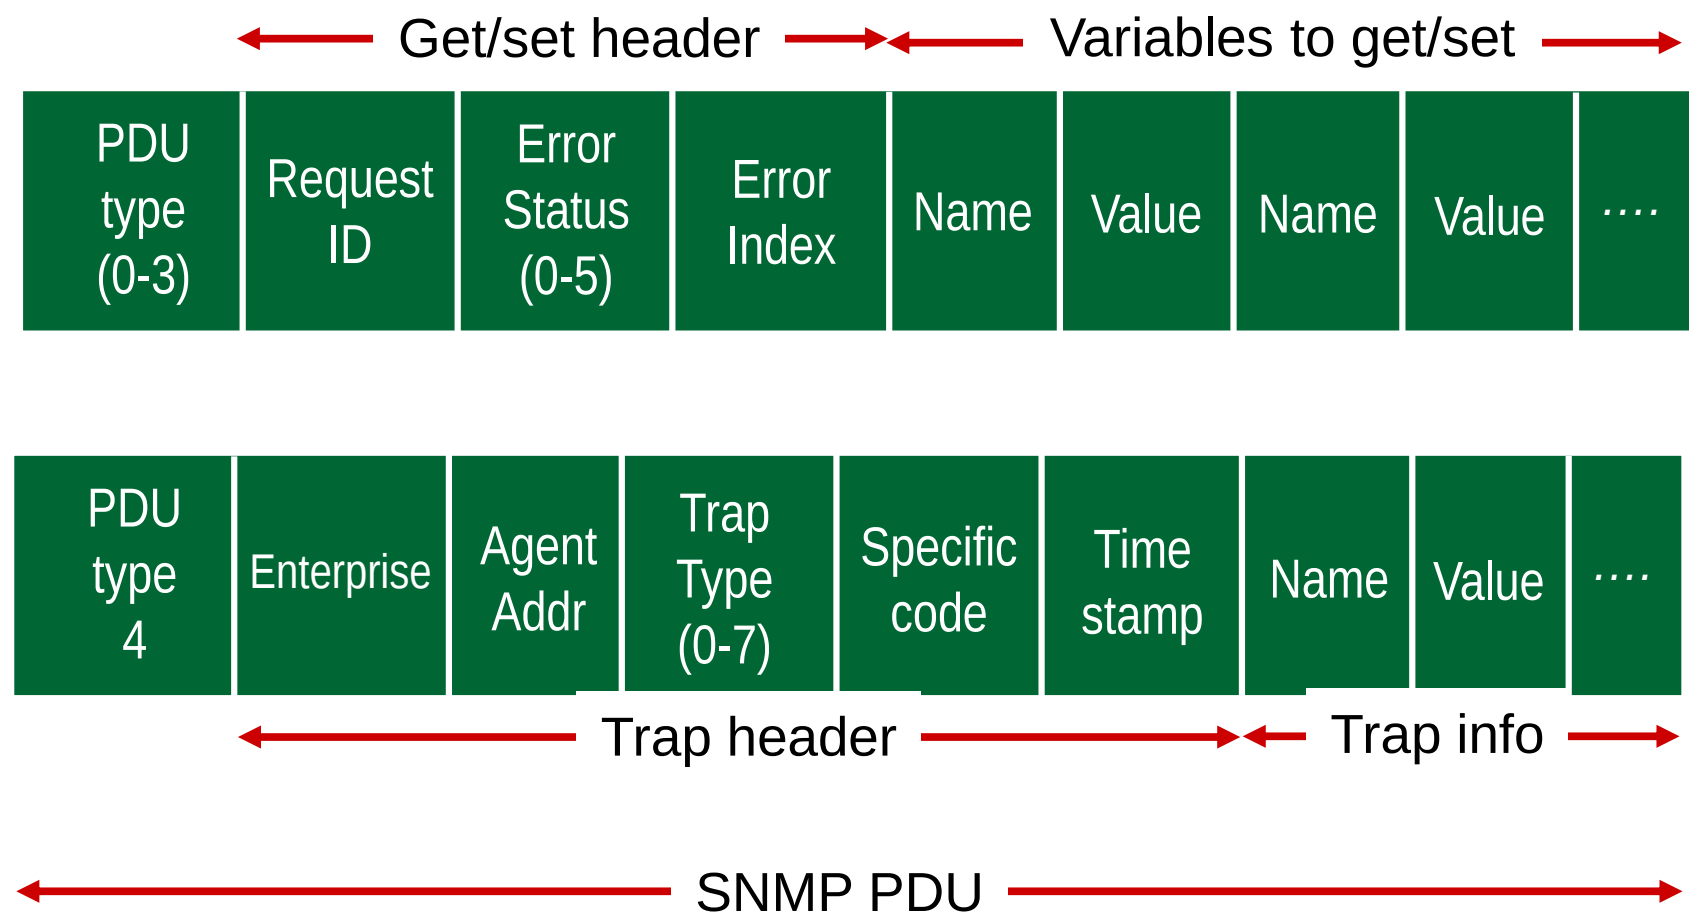 Get/set header
Variables to get/set
PDU
type
(0-3)
Request
ID
Error
Status
(0-5)
Error
Index
Name
Value
Name
Value
....
PDU
type
4
Enterprise
Agent
Addr
Trap
Type
(0-7)
Specific
code
Time
stamp
Name
Value
....
Trap header
Trap info
SNMP PDU